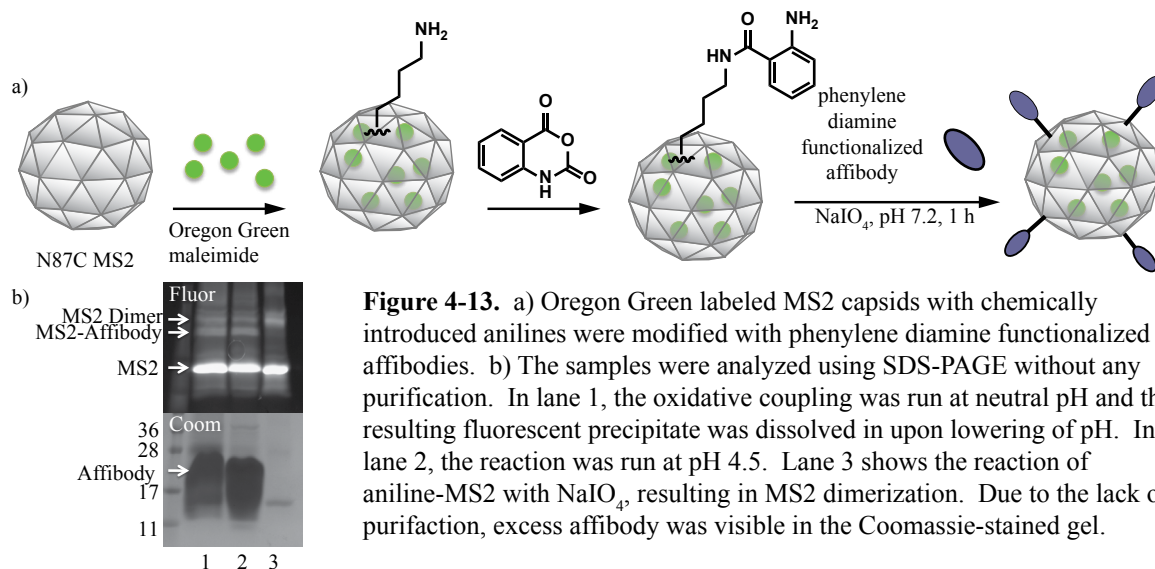 a)
N87C MS2
Oregon Green
maleimide
NH2
O
O
O
N
H
O
O
NH2
HN
phenylene
diamine
functionalized
affibody
NaIO4, pH 7.2, 1 h
b)
Fluor
MS2 Dimer
MS2-Affibody
MS2
Coom
36
28
Affibody
17
11
1 2 3
Figure 4-13. a) Oregon Green labeled MS2 capsids with chemically
introduced anilines were modified with phenylene diamine functionalized
affibodies. b) The samples were analyzed using SDS-PAGE without any
purification. In lane 1, the oxidative coupling was run at neutral pH and th
resulting fluorescent precipitate was dissolved in upon lowering of pH. In
lane 2, the reaction was run at pH 4.5. Lane 3 shows the reaction of
aniline-MS2 with NaIO4, resulting in MS2 dimerization. Due to the lack o
purifaction, excess affibody was visible in the Coomassie-stained gel.